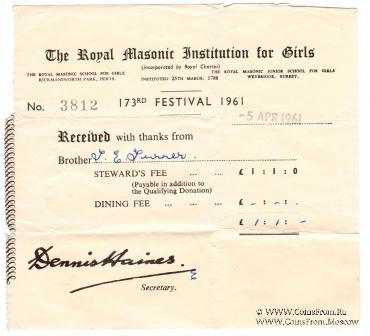 The Royal Masonic Institution for Girls
(Incorporated by Royal Charter)
THE ROYAL MASONIC SCHOOL FOR GIRLS
RICKMANSWORTH PARK, HERTS.
INSTITUTED 25TH MARCH, 1788
THE ROYAL MASONIC JUNIOR SCHOOL FOR GIRLS
WEYBRIDGE, SURREY.
No. 3812 173RD FESTIVAL 1961
-5 APR 1961
Received with thanks from
Brother J. E. Turner.
STEWARD'S FEE ... ... £ 1 : 1 : 0
(Payable in addition to
the Qualifying Donation)
DINING FEE ... ... ... £ - : - : -
£ 1 : 1 : -
Dennis Haines.
Secretary.
© www.CoinsFrom.Ru
www.CoinsFrom.Moscow